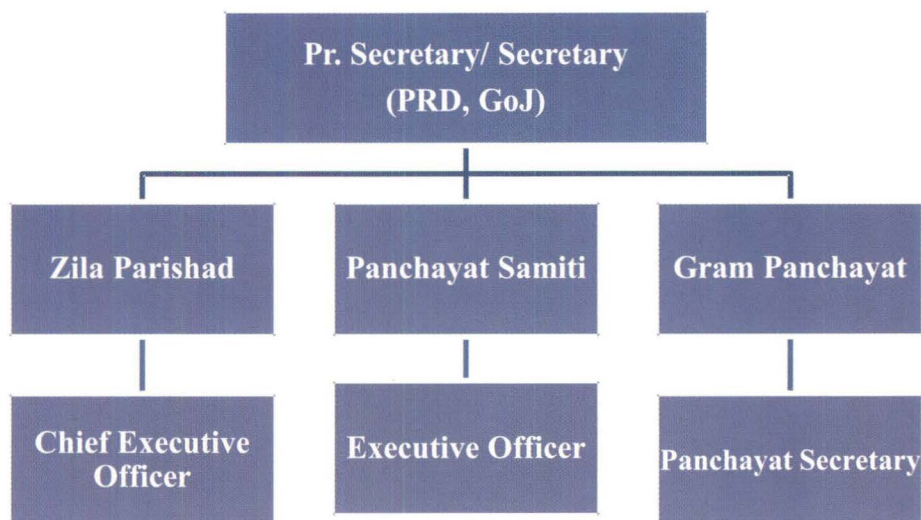 Pr. Secretary/ Secretary
(PRD, GoJ)
Zila Parishad
Panchayat Samiti
Gram Panchayat
Chief Executive
Officer
Executive Officer
Panchayat Secretary